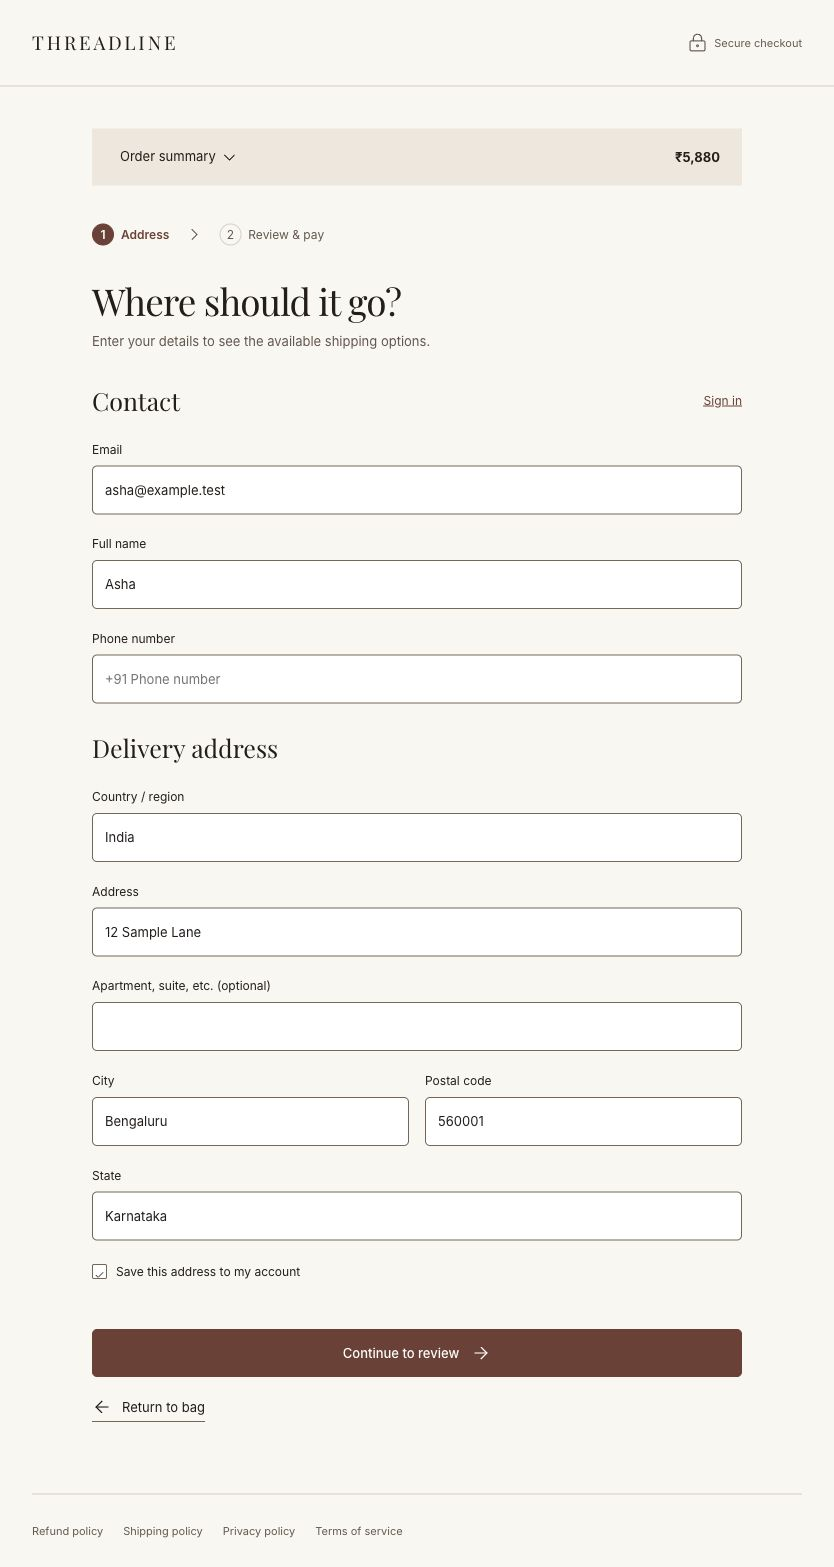 THREADLINE
Secure checkout
Order summary
₹5,880
1 Address
2 Review & pay
Where should it go?
Enter your details to see the available shipping options.
Contact
Sign in
Email
asha@example.test
Full name
Asha
Phone number
+91 Phone number
Delivery address
Country / region
India
Address
12 Sample Lane
Apartment, suite, etc. (optional)
City
Postal code
Bengaluru
560001
State
Karnataka
Save this address to my account
Continue to review
Return to bag
Refund policy Shipping policy Privacy policy Terms of service